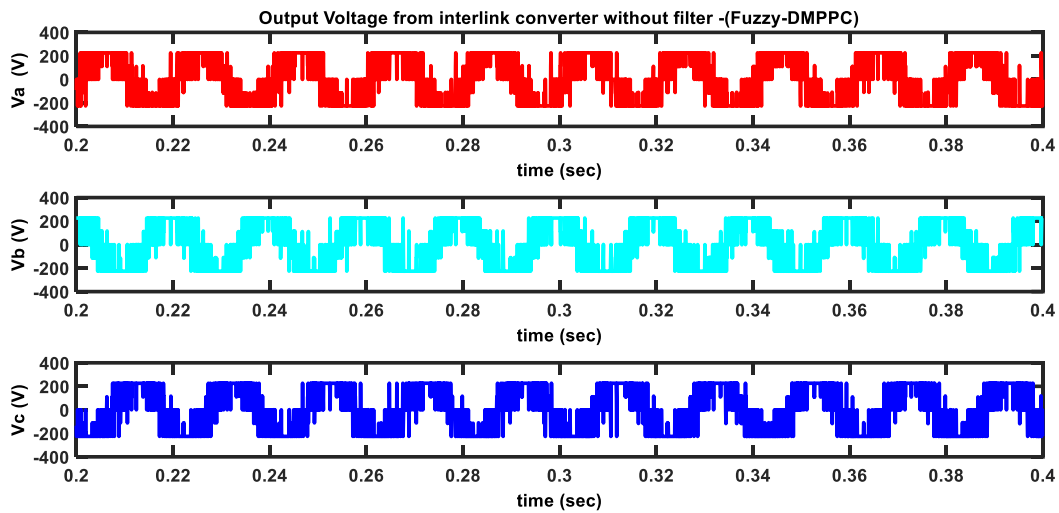 Output Voltage from interlink converter without filter -(Fuzzy-DMPPC)
Va (V)
400
200
0
-200
-400
0.2 0.22 0.24 0.26 0.28 0.3 0.32 0.34 0.36 0.38 0.4
time (sec)
Vb (V)
400
200
0
-200
-400
0.2 0.22 0.24 0.26 0.28 0.3 0.32 0.34 0.36 0.38 0.4
time (sec)
Vc (V)
400
200
0
-200
-400
0.2 0.22 0.24 0.26 0.28 0.3 0.32 0.34 0.36 0.38 0.4
time (sec)